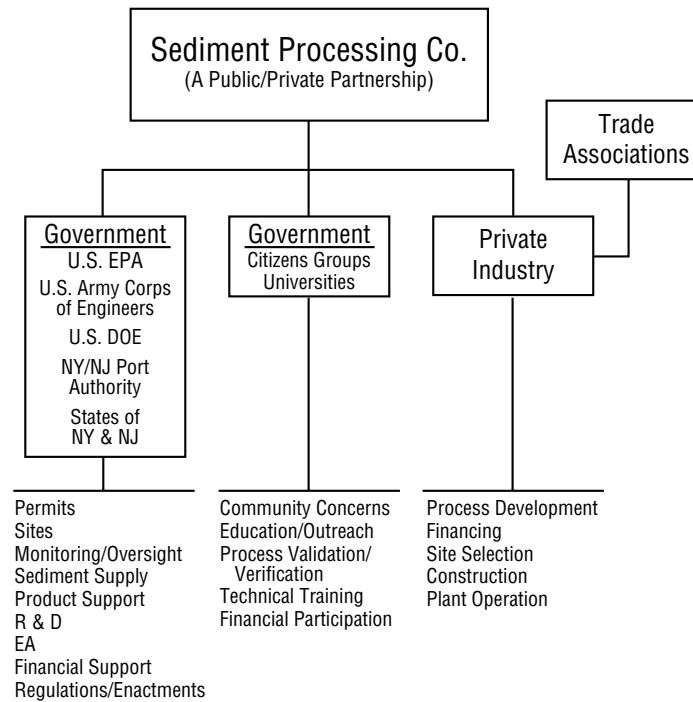 Sediment Processing Co.
(A Public/Private Partnership)
Trade
Associations
Government
U.S. EPA
U.S. Army Corps
of Engineers
U.S. DOE
NY/NJ Port
Authority
States of
NY & NJ
Government
Citizens Groups
Universities
Private
Industry
Permits
Sites
Monitoring/Oversight
Sediment Supply
Product Support
R & D
EA
Financial Support
Regulations/Enactments
Community Concerns
Education/Outreach
Process Validation/
Verification
Technical Training
Financial Participation
Process Development
Financing
Site Selection
Construction
Plant Operation